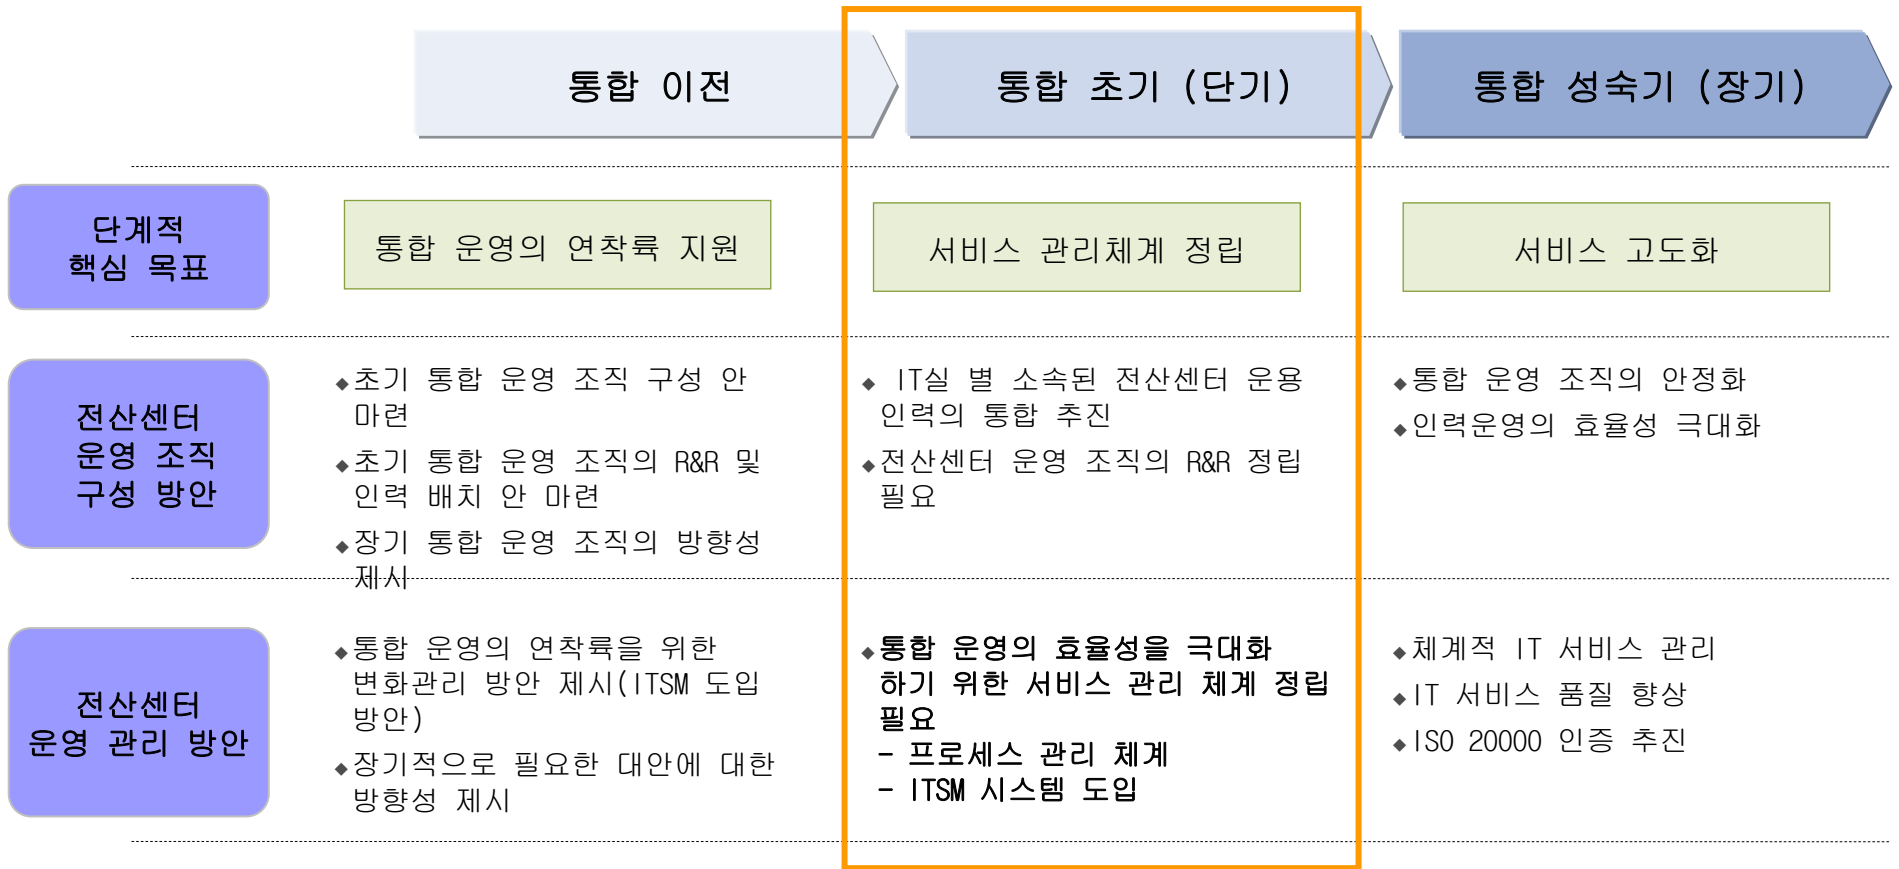 통합 이전
통합 초기 (단기)
통합 성숙기 (장기)
단계적
핵심 목표
통합 운영의 연착륙 지원
서비스 관리체계 정립
서비스 고도화
전산센터
운영 조직
구성 방안
◆초기 통합 운영 조직 구성 안
마련
◆초기 통합 운영 조직의 R&R 및
인력 배치 안 마련
◆장기 통합 운영 조직의 방향성
제시
◆ IT실 별 소속된 전산센터 운용
인력의 통합 추진
◆전산센터 운영 조직의 R&R 정립
필요
◆통합 운영 조직의 안정화
◆인력운영의 효율성 극대화
전산센터
운영 관리 방안
◆통합 운영의 연착륙을 위한
변화관리 방안 제시(ITSM 도입
방안)
◆장기적으로 필요한 대안에 대한
방향성 제시
◆통합 운영의 효율성을 극대화
하기 위한 서비스 관리 체계 정립
필요
- 프로세스 관리 체계
- ITSM 시스템 도입
◆체계적 IT 서비스 관리
◆IT 서비스 품질 향상
◆ISO 20000 인증 추진